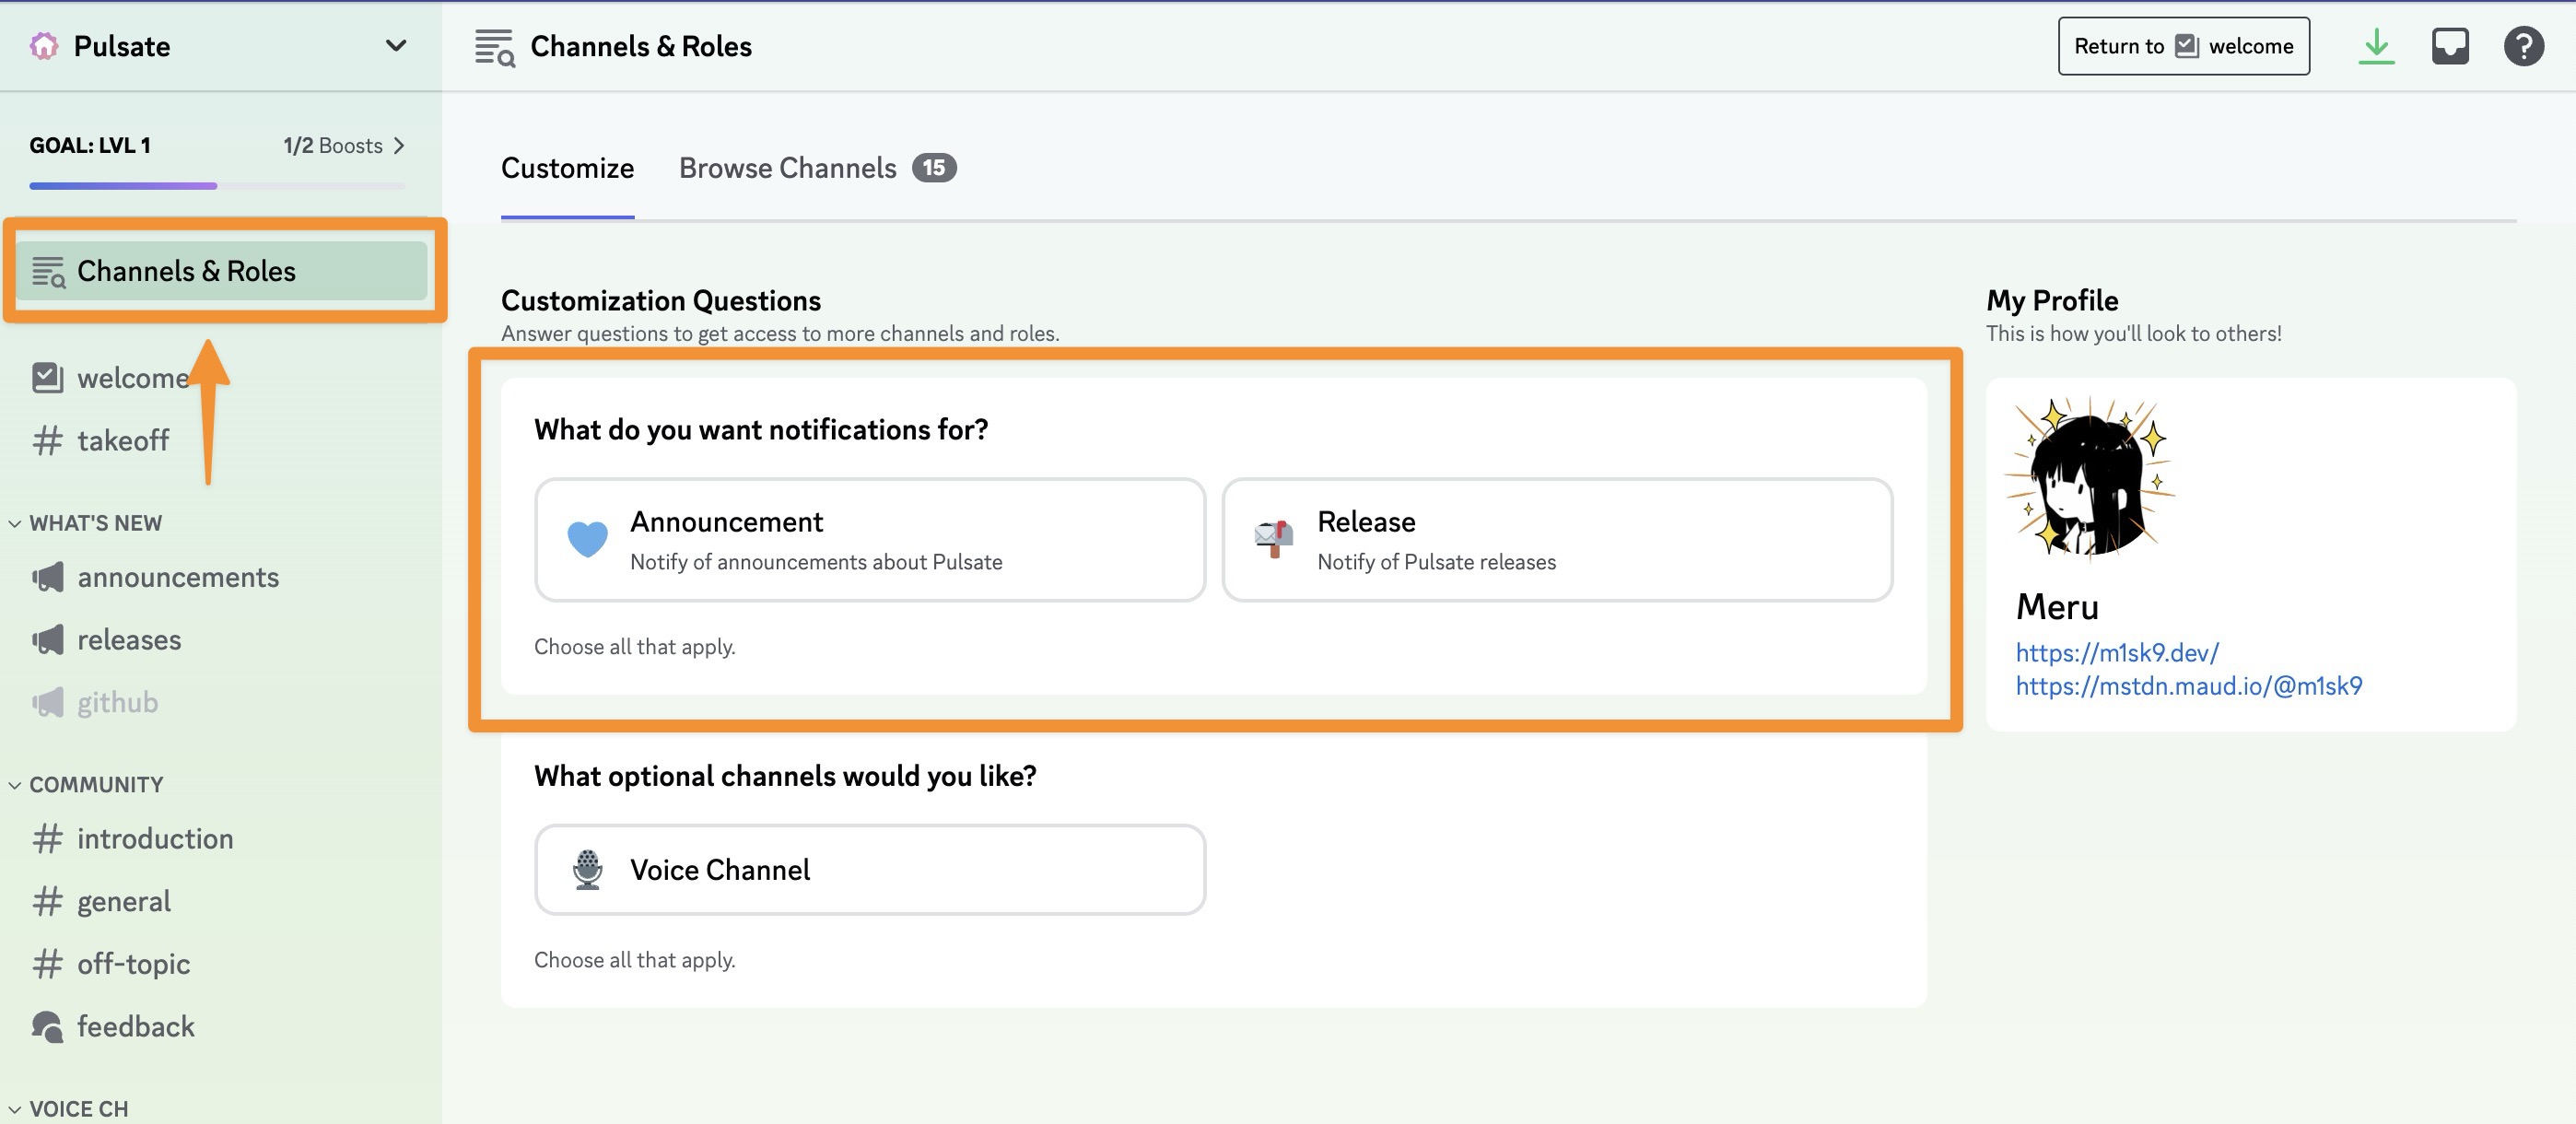 Pulsate
GOAL: LVL 1
1/2 Boosts
Channels & Roles
welcome
takeoff
WHAT'S NEW
announcements
releases
github
COMMUNITY
introduction
general
off-topic
feedback
VOICE CH
Channels & Roles
Return to welcome
Customize
Browse Channels 15
Customization Questions
Answer questions to get access to more channels and roles.
What do you want notifications for?
Announcement
Notify of announcements about Pulsate
Release
Notify of Pulsate releases
Choose all that apply.
What optional channels would you like?
Voice Channel
Choose all that apply.
My Profile
This is how you'll look to others!
Meru
https://m1sk9.dev/
https://mstdn.maud.io/@m1sk9